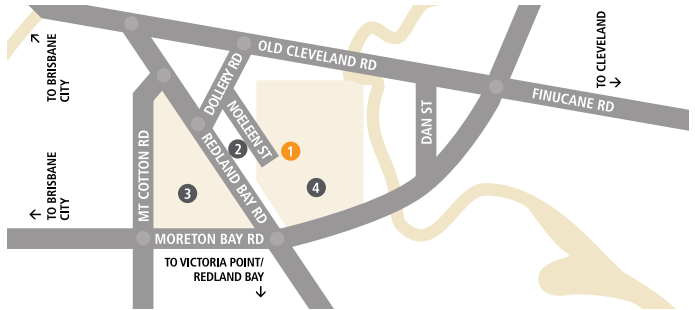 OLD CLEVELAND RD
TO BRISBANE
CITY
TO CLEVELAND
FINUCANE RD
DOLLERY RD
NOELEEN ST
DAN ST
MT COTTON RD
REDLAND BAY RD
1
2
3
4
TO BRISBANE
CITY
MORETON BAY RD
TO VICTORIA POINT/
REDLAND BAY